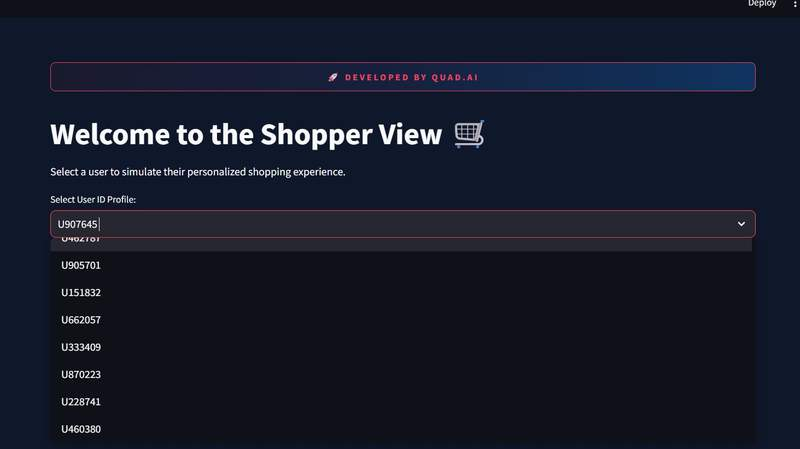 Deploy
DEVELOPED BY QUAD.AI
Welcome to the Shopper View
Select a user to simulate their personalized shopping experience.
Select User ID Profile:
U907645
U462787
U905701
U151832
U662057
U333409
U870223
U228741
U460380